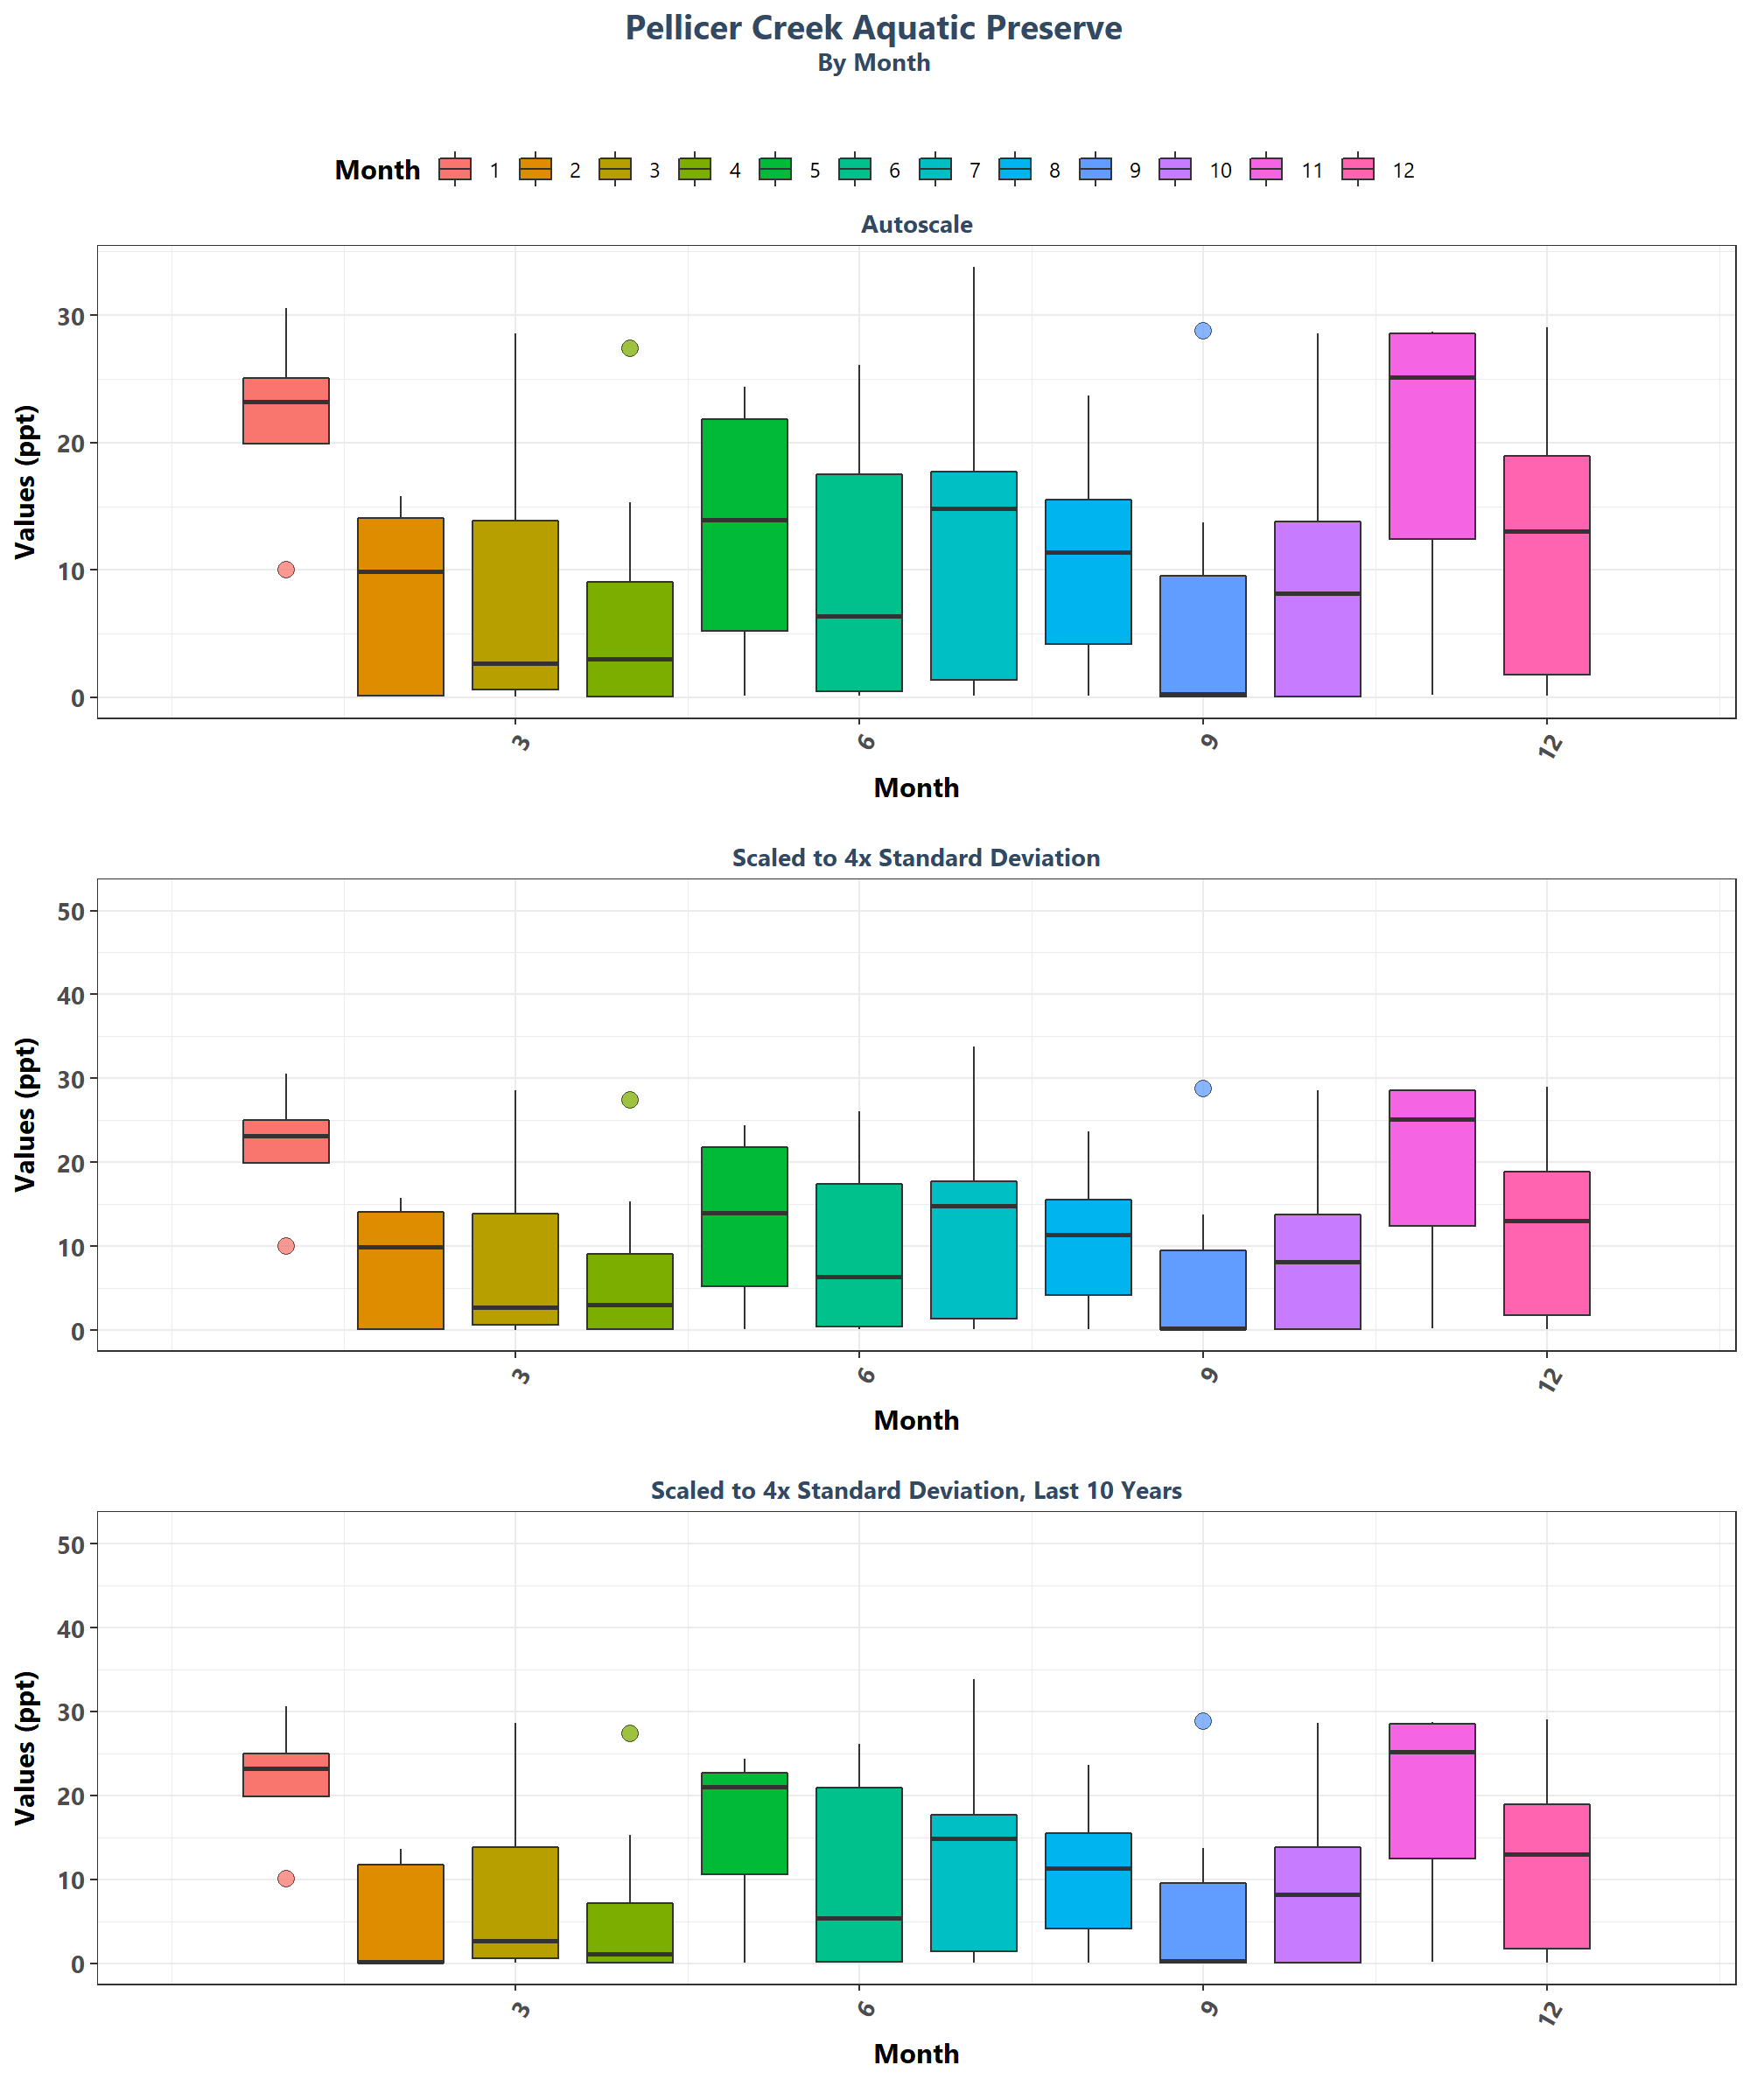 Pellicer Creek Aquatic Preserve
By Month
Month 1 2 3 4 5 6 7 8 9 10 11 12
Autoscale
Values (ppt)
30
20
10
0
3 6 9 12
Month
Scaled to 4x Standard Deviation
Values (ppt)
50
40
30
20
10
0
3 6 9 12
Month
Scaled to 4x Standard Deviation, Last 10 Years
Values (ppt)
50
40
30
20
10
0
3 6 9 12
Month